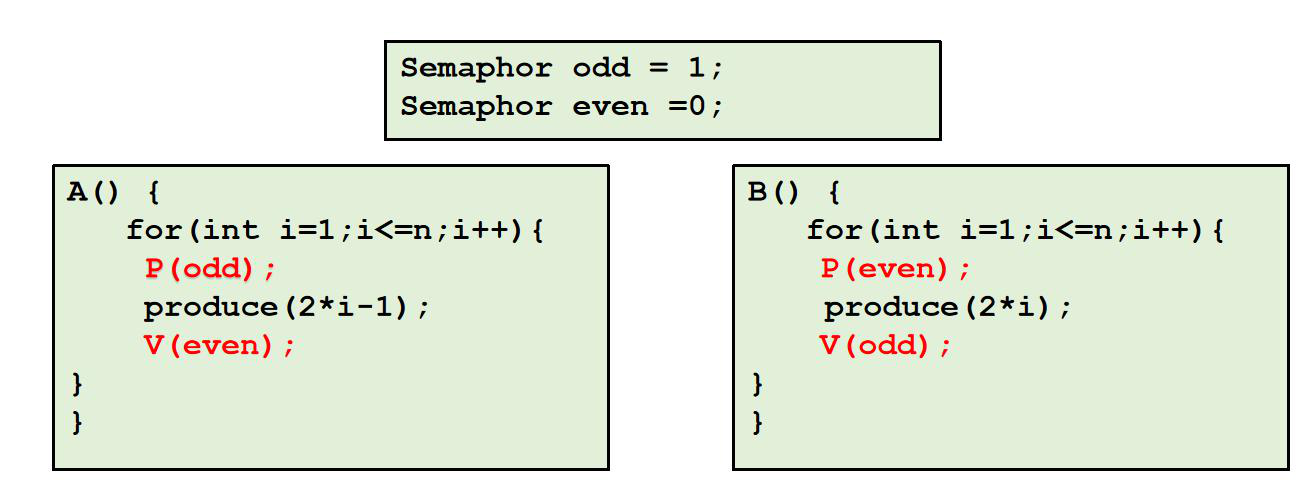 Semaphor odd = 1;
Semaphor even =0;
A() {
for(int i=1;i<=n;i++){
P(odd);
produce(2*i-1);
V(even);
}
}
B() {
for(int i=1;i<=n;i++){
P(even);
produce(2*i);
V(odd);
}
}